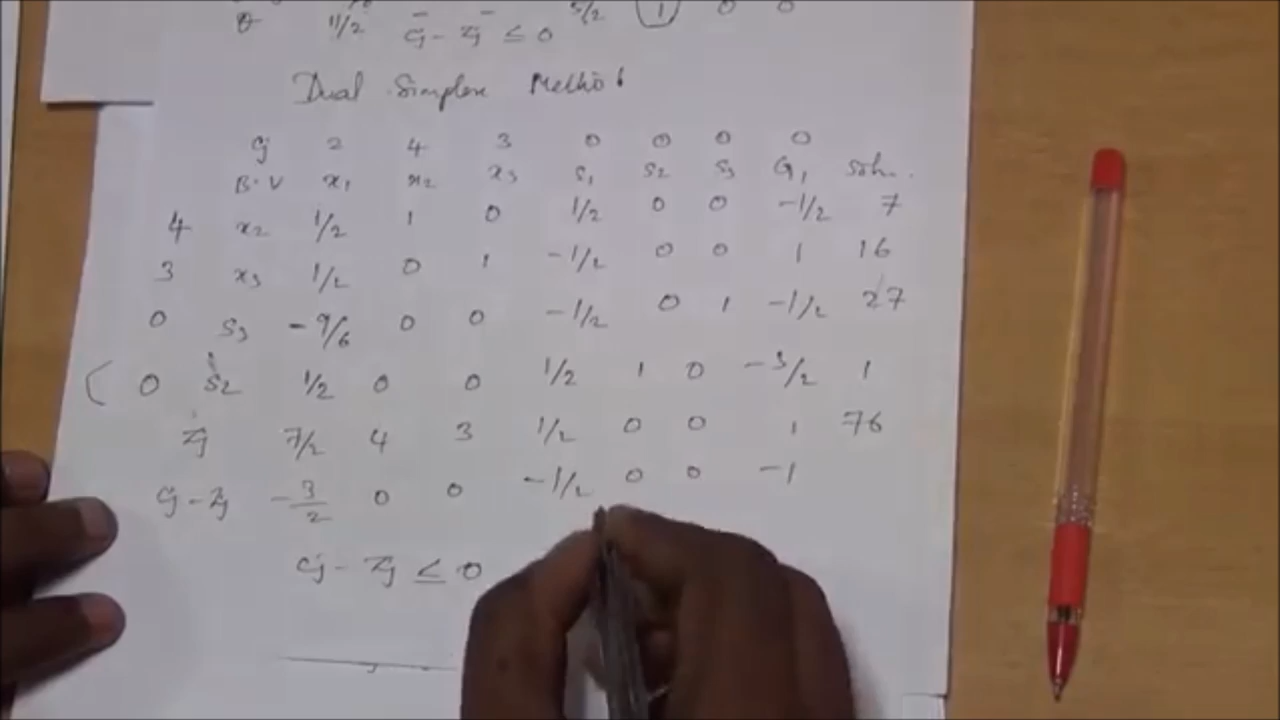 θ 11/2 5/2 1 0 0
Cj - Zj ≤ 0
Dual Simplex Method
Cj 2 4 3 0 0 0 0
B.V x1 x2 x3 s1 s2 s3 G1 Soln.
4 x2 1/2 1 0 1/2 0 0 -1/2 7
3 x3 1/2 0 1 -1/2 0 0 1 16
0 s3 -9/6 0 0 -1/2 0 1 -1/2 27
0 s2 1/2 0 0 1/2 1 0 -3/2 1
Zj 7/2 4 3 1/2 0 0 1 76
Cj - Zj -3/2 0 0 -1/2 0 0 -1
Cj - Zj ≤ 0